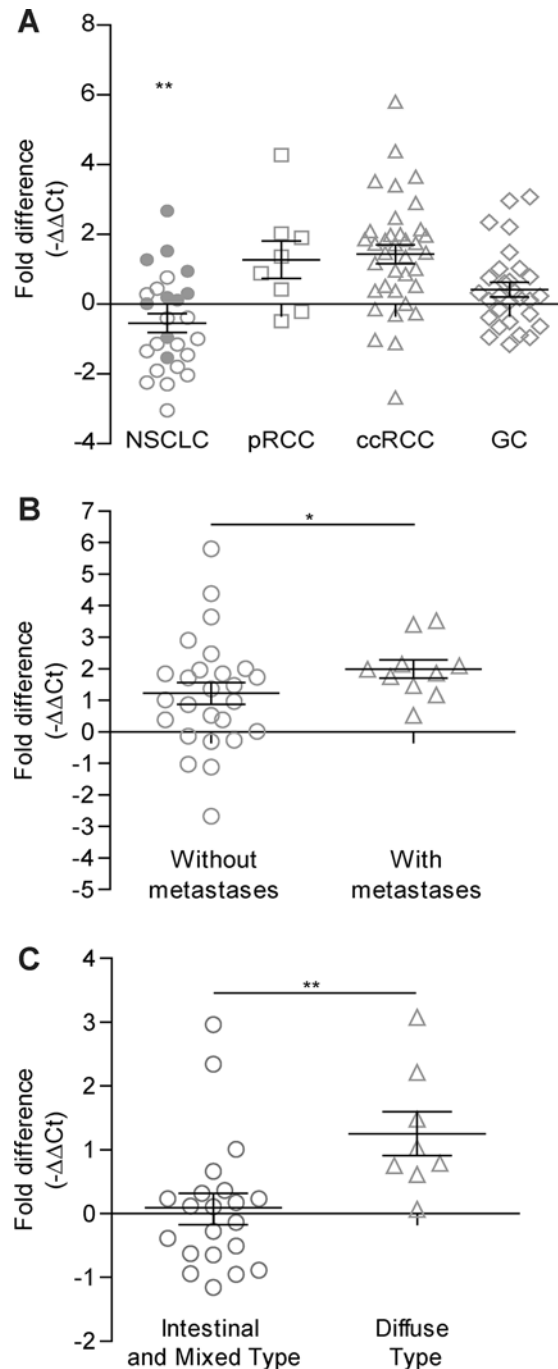 A
8
6
4
2
0
-2
-4
Fold difference
(-ΔΔCt)
**
NSCLC
pRCC
ccRCC
GC
B
7
6
5
4
3
2
1
0
-1
-2
-3
-4
-5
Fold difference
(-ΔΔCt)
*
Without
metastases
With
metastases
C
4
3
2
1
0
-1
-2
Fold difference
(-ΔΔCt)
**
Intestinal
and Mixed Type
Diffuse
Type